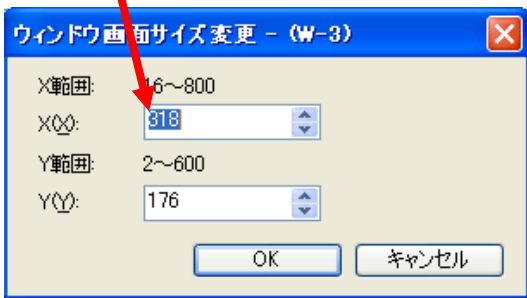 ウィンドウ画面サイズ変更 - (W-3)
X範囲: 16～800
X(X): 318
Y範囲: 2～600
Y(Y): 176
OK キャンセル